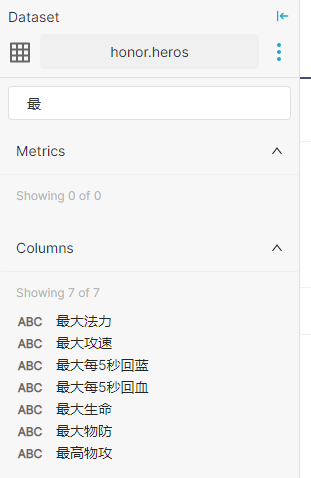 Dataset
honor.heros
最
Metrics
Showing 0 of 0
Columns
Showing 7 of 7
ABC 最大法力
ABC 最大攻速
ABC 最大每5秒回蓝
ABC 最大每5秒回血
ABC 最大生命
ABC 最大物防
ABC 最高物攻